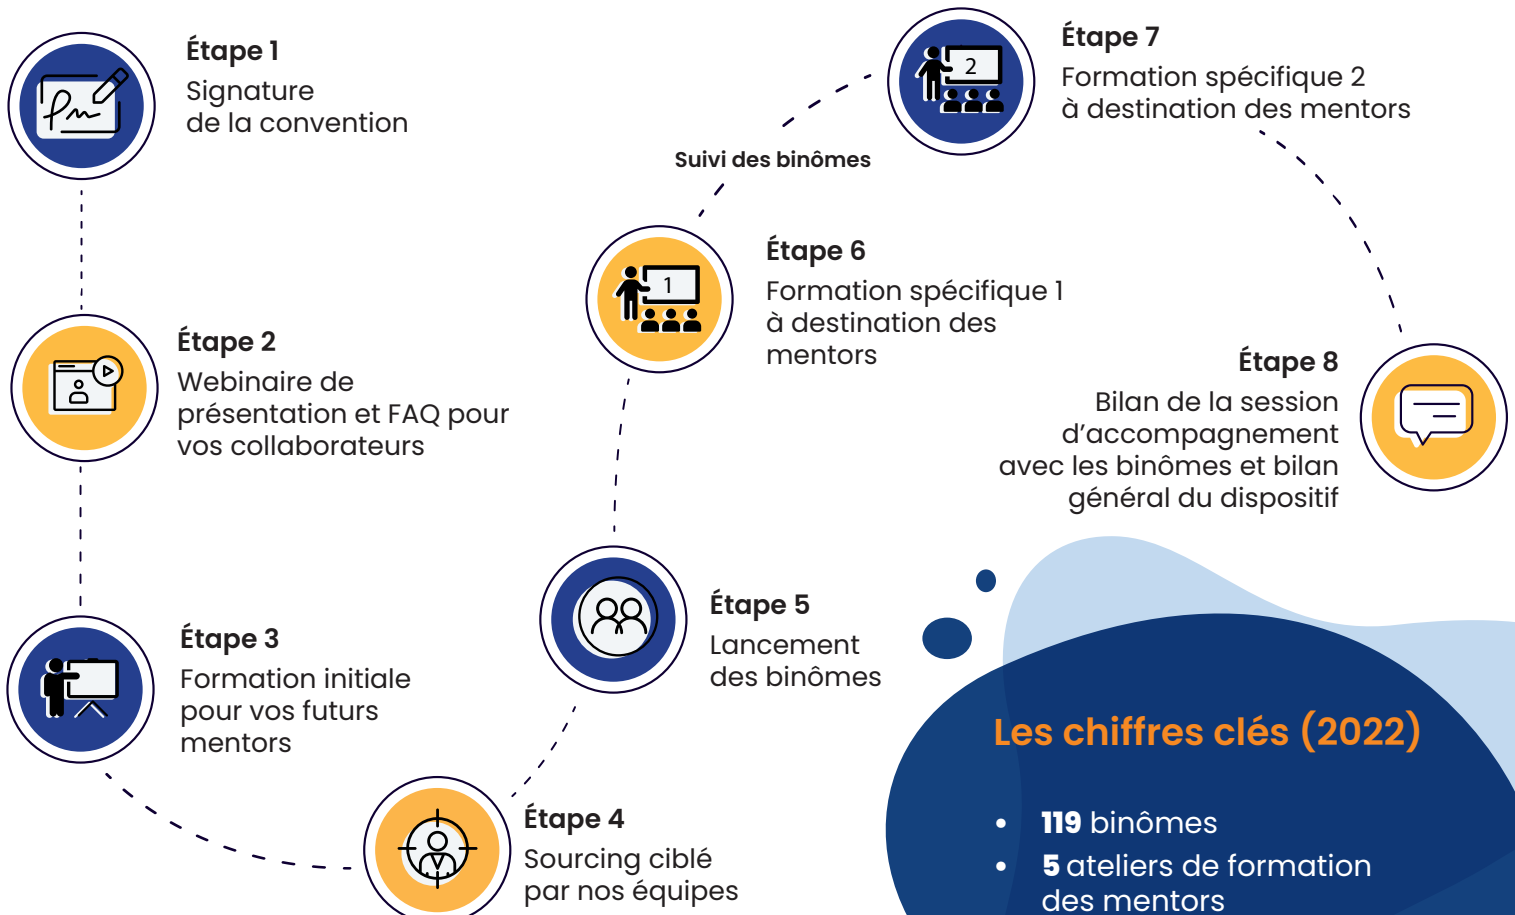 Étape 1
Signature
de la convention
Étape 2
Webinaire de
présentation et FAQ pour
vos collaborateurs
Étape 3
Formation initiale
pour vos futurs
mentors
Étape 4
Sourcing ciblé
par nos équipes
Étape 5
Lancement
des binômes
1
Étape 6
Formation spécifique 1
à destination des
mentors
Suivi des binômes
2
Étape 7
Formation spécifique 2
à destination des mentors
Étape 8
Bilan de la session
d’accompagnement
avec les binômes et bilan
général du dispositif
Les chiffres clés (2022)
• 119 binômes
• 5 ateliers de formation
des mentors